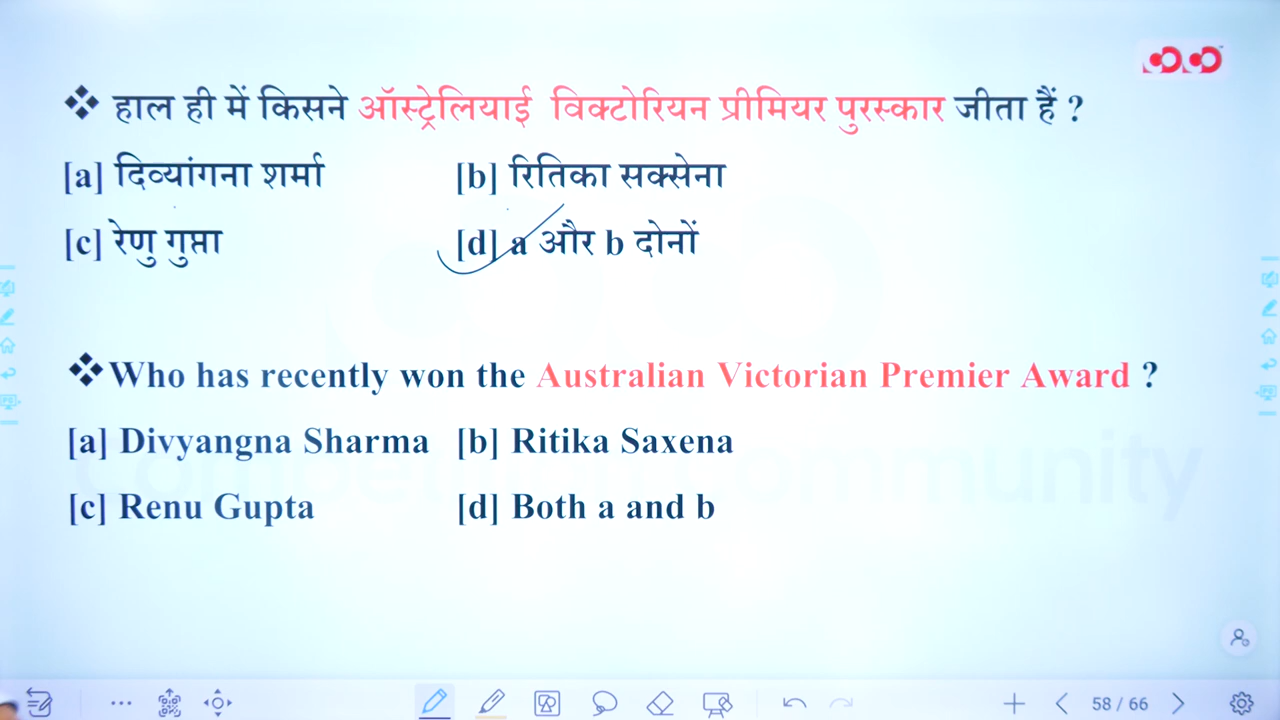 ❖ हाल ही में किसने ऑस्ट्रेलियाई विक्टोरियन प्रीमियर पुरस्कार जीता हैं ?
[a] दिव्यांगना शर्मा [b] रितिका सक्सेना
[c] रेणु गुप्ता [d] a और b दोनों
❖ Who has recently won the Australian Victorian Premier Award ?
[a] Divyangna Sharma [b] Ritika Saxena
[c] Renu Gupta [d] Both a and b
58 / 66